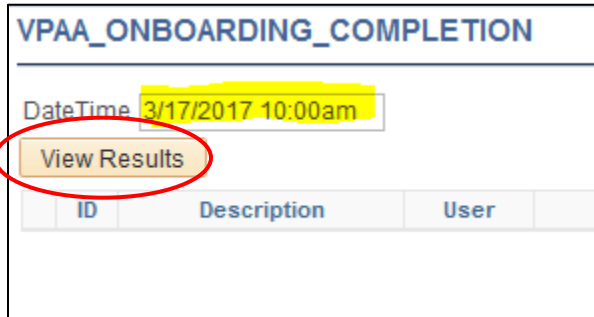 VPAA_ONBOARDING_COMPLETION
DateTime 3/17/2017 10:00am
View Results
ID Description User